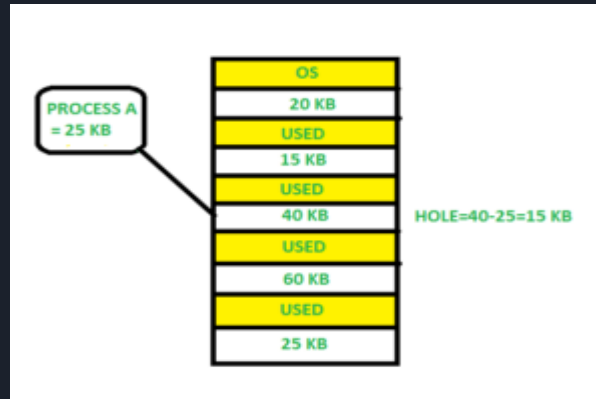 PROCESS A
= 25 KB
OS
20 KB
USED
15 KB
USED
40 KB
HOLE=40-25=15 KB
USED
60 KB
USED
25 KB